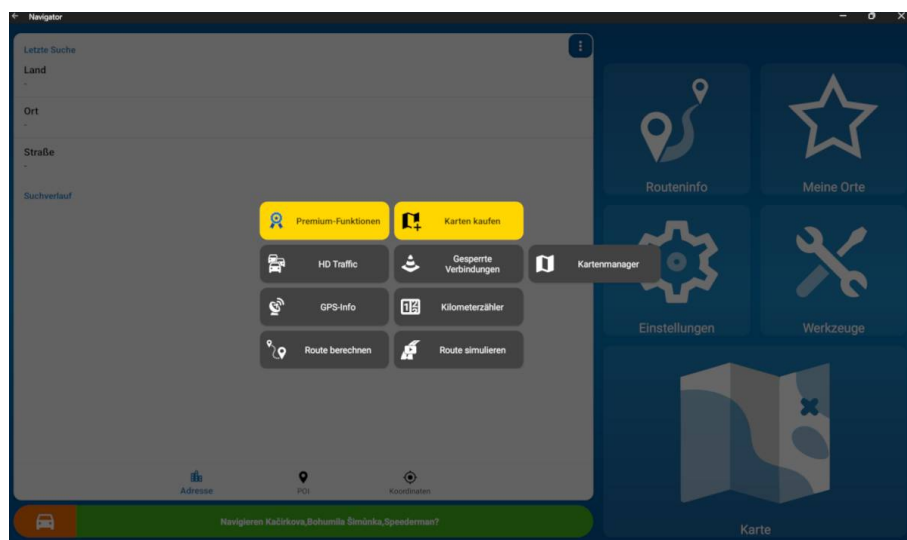 Navigator
Letzte Suche
Land
-
Ort
-
Straße
-
Suchverlauf
Premium-Funktionen
Karten kaufen
HD Traffic
Gesperrte
Verbindungen
Kartenmanager
GPS-Info
Kilometerzähler
Route berechnen
Route simulieren
Adresse
POI
Koordinaten
Navigieren Kačírkova,Bohumila Šimůnka,Speederman?
Routeninfo
Meine Orte
Einstellungen
Werkzeuge
Karte